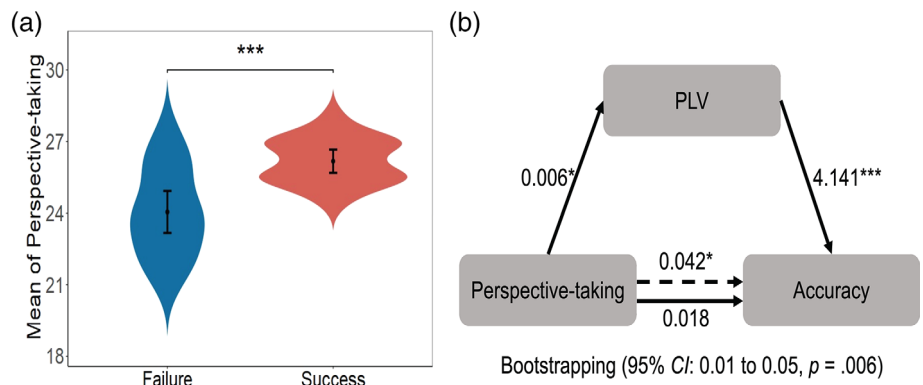 (a)
***
Mean of Perspective-taking
30
27
24
21
18
Failure Success
(b)
PLV
0.006* 4.141***
0.042*
Perspective-taking Accuracy
0.018
Bootstrapping (95% CI: 0.01 to 0.05, p = .006)